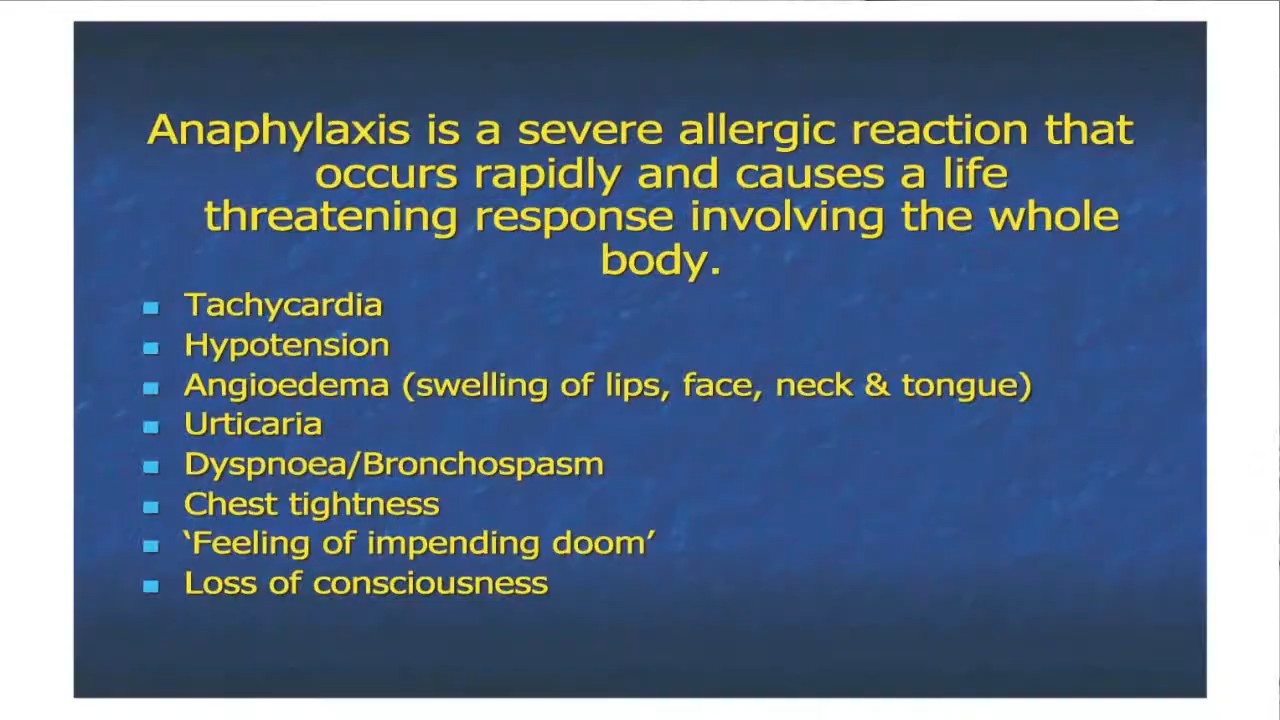 Anaphylaxis is a severe allergic reaction that
occurs rapidly and causes a life
threatening response involving the whole
body.
Tachycardia
Hypotension
Angioedema (swelling of lips, face, neck & tongue)
Urticaria
Dyspnoea/Bronchospasm
Chest tightness
‘Feeling of impending doom’
Loss of consciousness